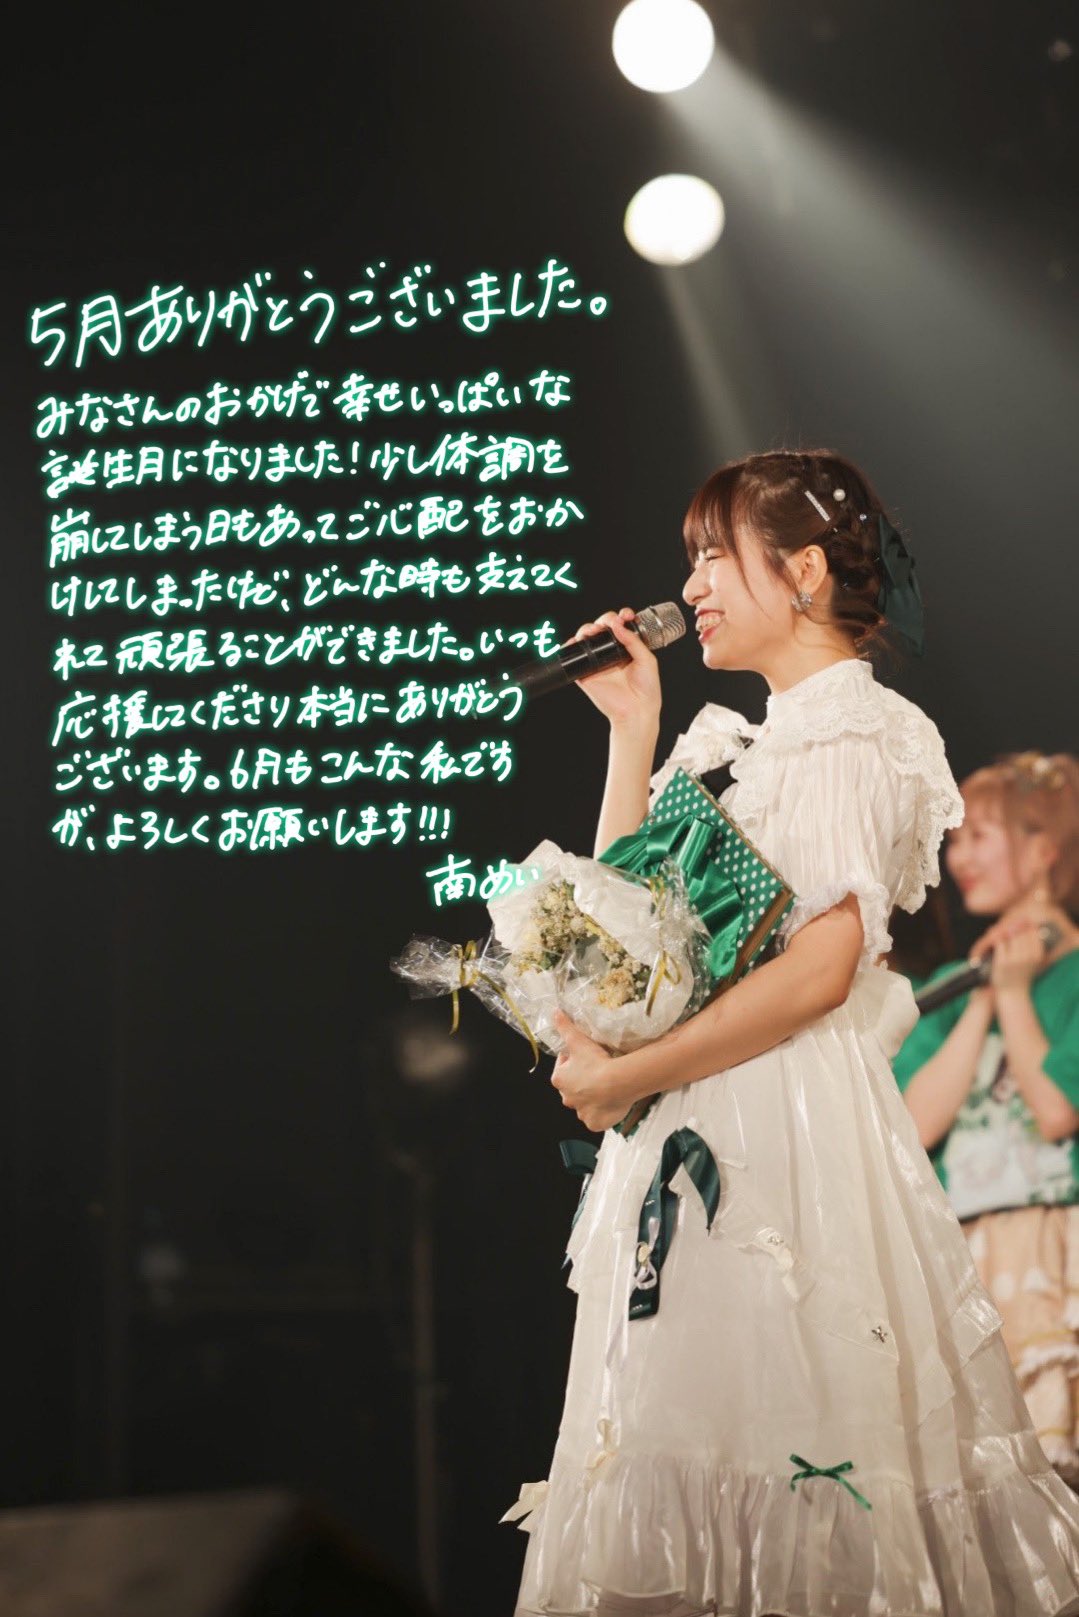 5月ありがとうございました。
みなさんのおかげで幸せいっぱいな
誕生月になりました!少し体調を
崩してしまう日もあってご心配をおか
けしてしまったけど、どんな時も支えてく
れて頑張ることができました。いつも
応援してくださり本当にありがとう
ございます。6月もこんな私です
が、よろしくお願いします!!!
南めい